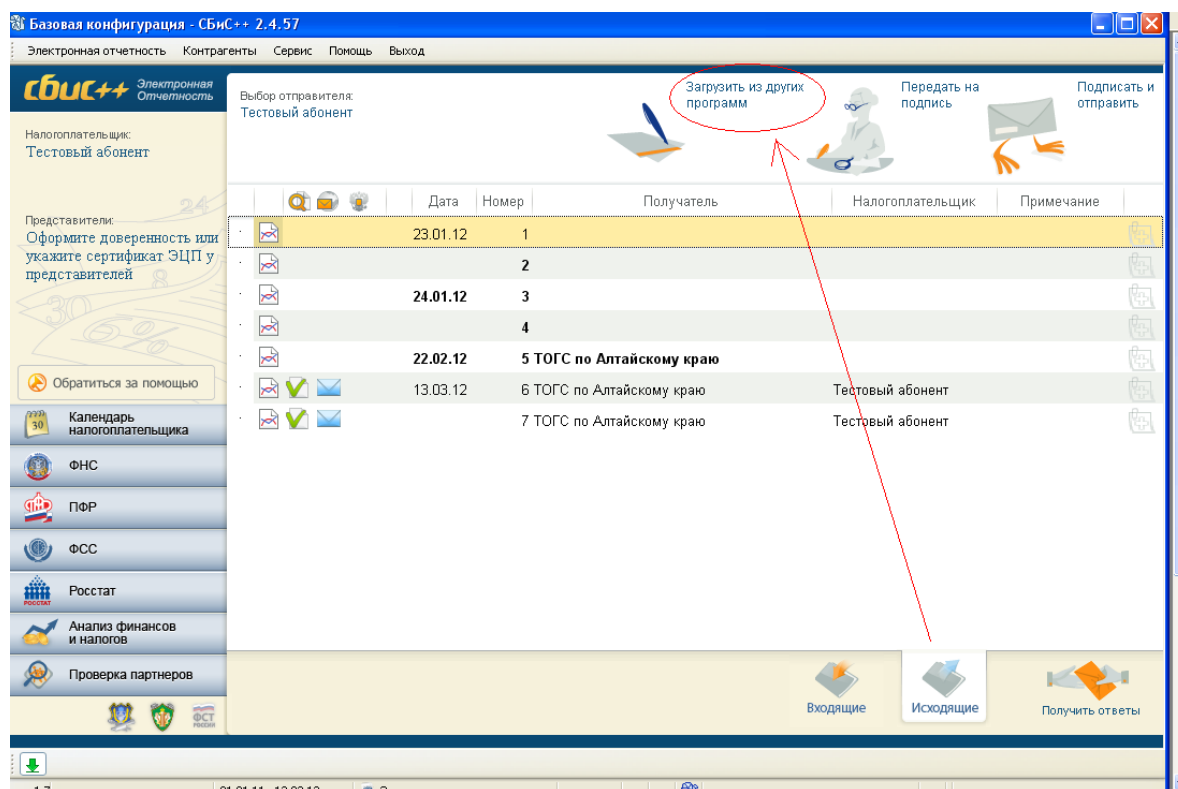 Базовая конфигурация - СБиС++ 2.4.57
Электронная отчетность Контрагенты Сервис Помощь Выход
сбис++ Электронная
Отчетность
Налогоплательщик:
Тестовый абонент
Представители:
Оформите доверенность или
укажите сертификат ЭЦП у
представителей
Обратиться за помощью
30 Календарь
налогоплательщика
ФНС
ПФР
ФСС
РОССТАТ Росстат
Анализ финансов
и налогов
Проверка партнеров
ФСТ
РОССИИ
Выбор отправителя:
Тестовый абонент
Загрузить из других
программ
Передать на
подпись
Подписать и
отправить
Дата Номер Получатель Налогоплательщик Примечание
23.01.12 1
2
24.01.12 3
4
22.02.12 5 ТОГС по Алтайскому краю
13.03.12 6 ТОГС по Алтайскому краю Тестовый абонент
7 ТОГС по Алтайскому краю Тестовый абонент
Входящие
Исходящие
Получить ответы